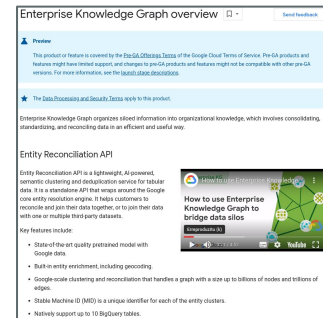 Enterprise Knowledge Graph overview
Send feedback
Preview
This product or feature is covered by the Pre-GA Offerings Terms of the Google Cloud Terms of Service. Pre-GA products and
features might have limited support, and changes to pre-GA products and features might not be compatible with other pre-GA
versions. For more information, see the launch stage descriptions.
The Data Processing and Security Terms apply to this product.
Enterprise Knowledge Graph organizes siloed information into organizational knowledge, which involves consolidating,
standardizing, and reconciling data in an efficient and useful way.
Entity Reconciliation API
Entity Reconciliation API is a lightweight, AI-powered,
semantic clustering and deduplication service for tabular
data. It is a standalone API that wraps around the Google
core entity resolution engine. It helps customers to
reconcile and join their data together, or to join their data
with one or multiple third-party datasets.
How to use Enterprise Knowledge
How to use Enterprise
Knowledge Graph to
bridge data silos
YouTube
Key features include:
State-of-the-art quality pretrained model with
Google data.
Built-in entity enrichment, including geocoding.
Google-scale clustering and reconciliation that handles a graph with a size up to billions of nodes and trillions of
edges.
Stable Machine ID (MID) is a unique identifier for each of the entity clusters.
Natively support up to 10 BigQuery tables.